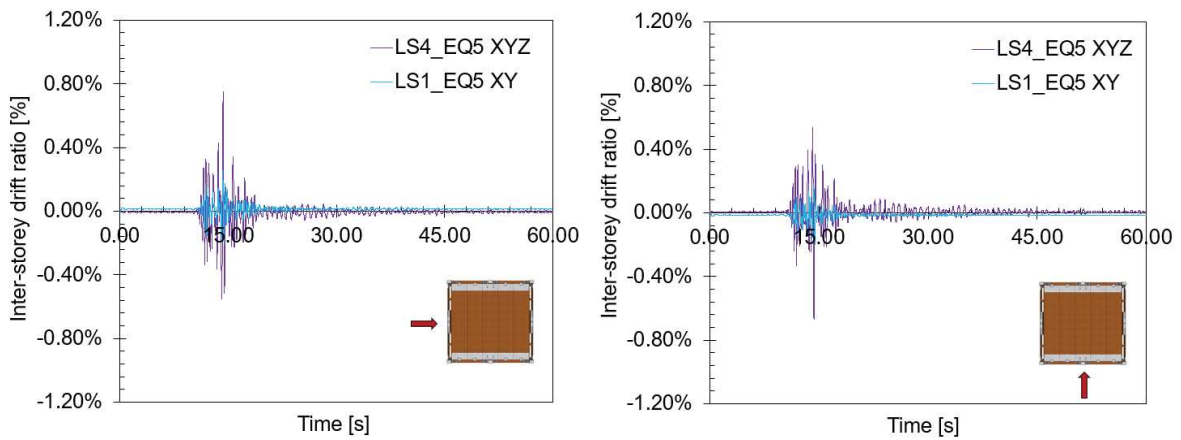 1.20%
LS4_EQ5 XYZ
LS1_EQ5 XY
0.80%
0.40%
0.00%
0.00 15.00 30.00 45.00 60.00
-0.40%
-0.80%
-1.20%
Inter-storey drift ratio [%]
Time [s]
1.20%
LS4_EQ5 XYZ
LS1_EQ5 XY
0.80%
0.40%
0.00%
0.00 15.00 30.00 45.00 60.00
-0.40%
-0.80%
-1.20%
Inter-storey drift ratio [%]
Time [s]